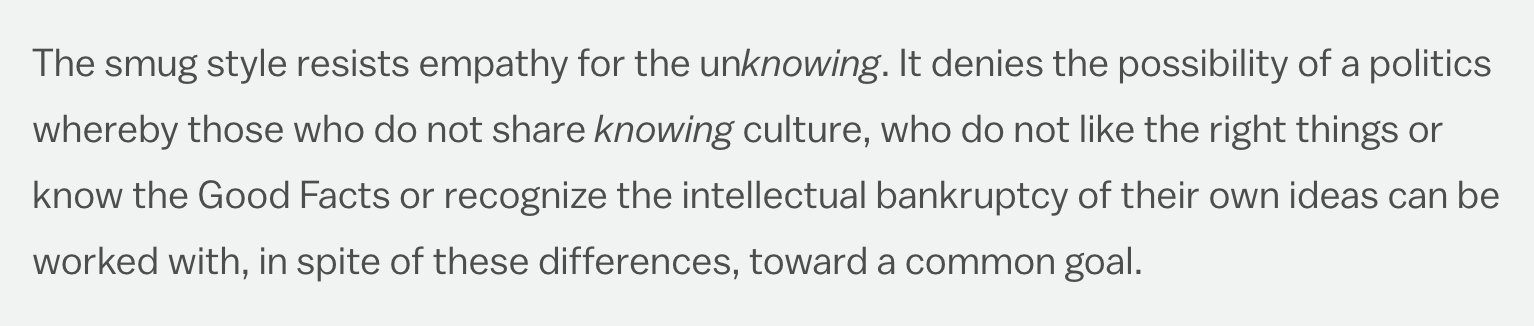 The smug style resists empathy for the unknowing. It denies the possibility of a politics
whereby those who do not share knowing culture, who do not like the right things or
know the Good Facts or recognize the intellectual bankruptcy of their own ideas can be
worked with, in spite of these differences, toward a common goal.